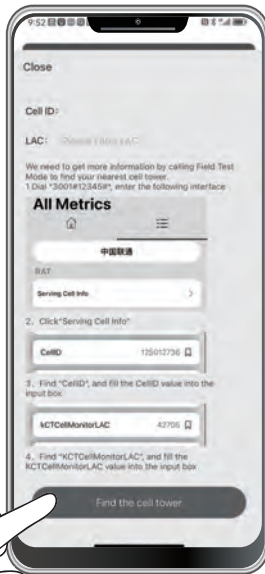 9:52
Close
Cell ID:
LAC:
We need to get more information by calling Field Test
Mode to find your nearest cell tower.
1.Dial *3001#12345#*, enter the following interface
All Metrics
中国联通
RAT
Serving Cell Info
2. Click"Serving Cell Info"
CellID 125012736
3. Find "CellID", and fill the CellID value into the
input box
kCTCellMonitorLAC 42705
4. Find "KCTCellMonitorLAC", and fill the
KCTCellMonitorLAC value into the input box
Find the cell tower